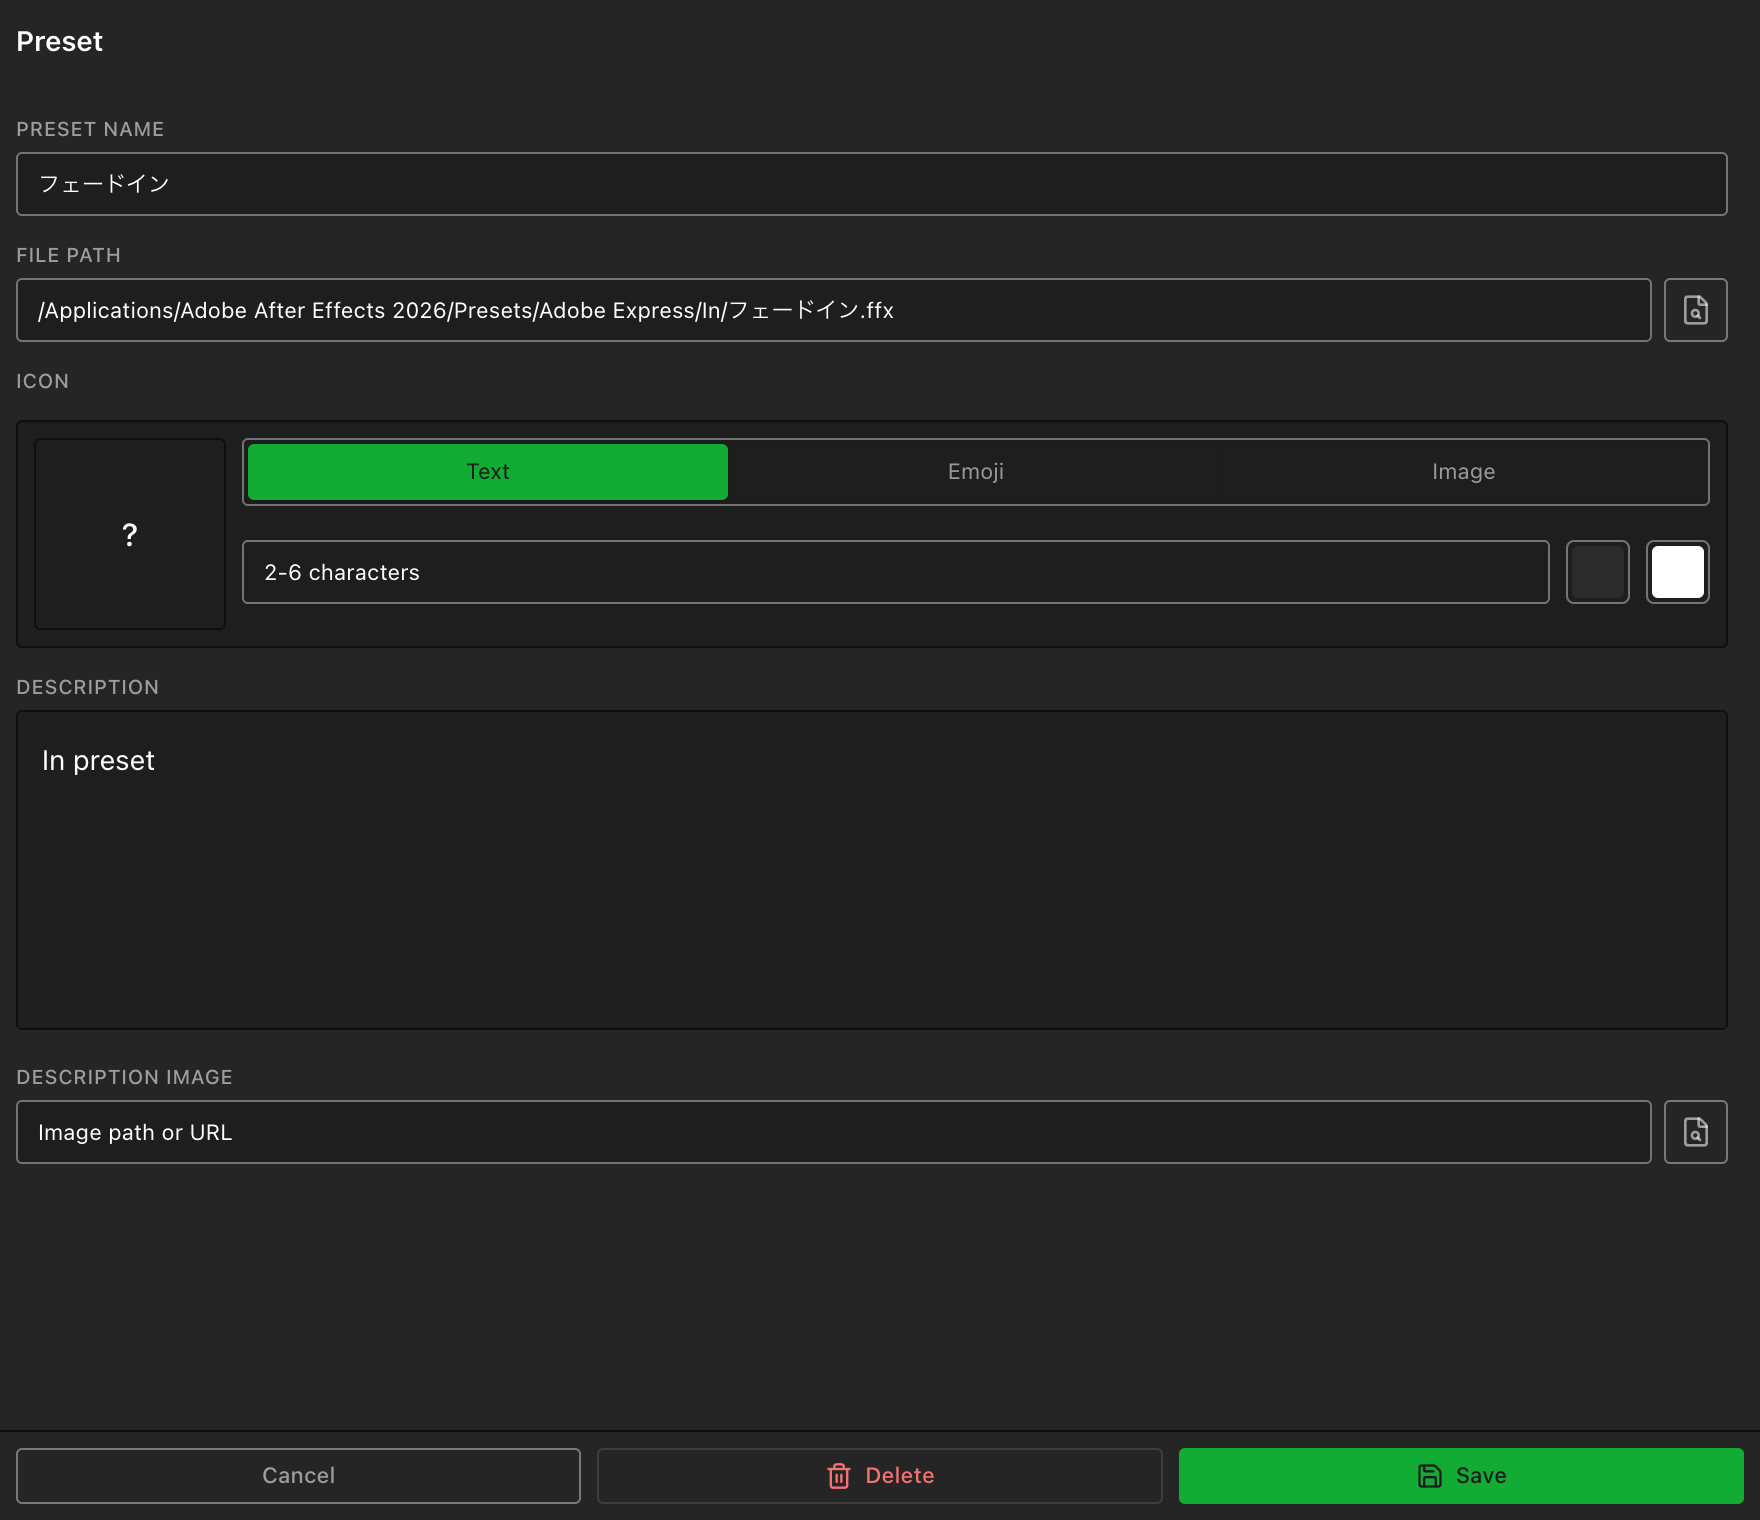 Preset
PRESET NAME
フェードイン
FILE PATH
/Applications/Adobe After Effects 2026/Presets/Adobe Express/In/フェードイン.ffx
ICON
?
Text
Emoji
Image
2-6 characters
DESCRIPTION
In preset
DESCRIPTION IMAGE
Image path or URL
Cancel
Delete
Save